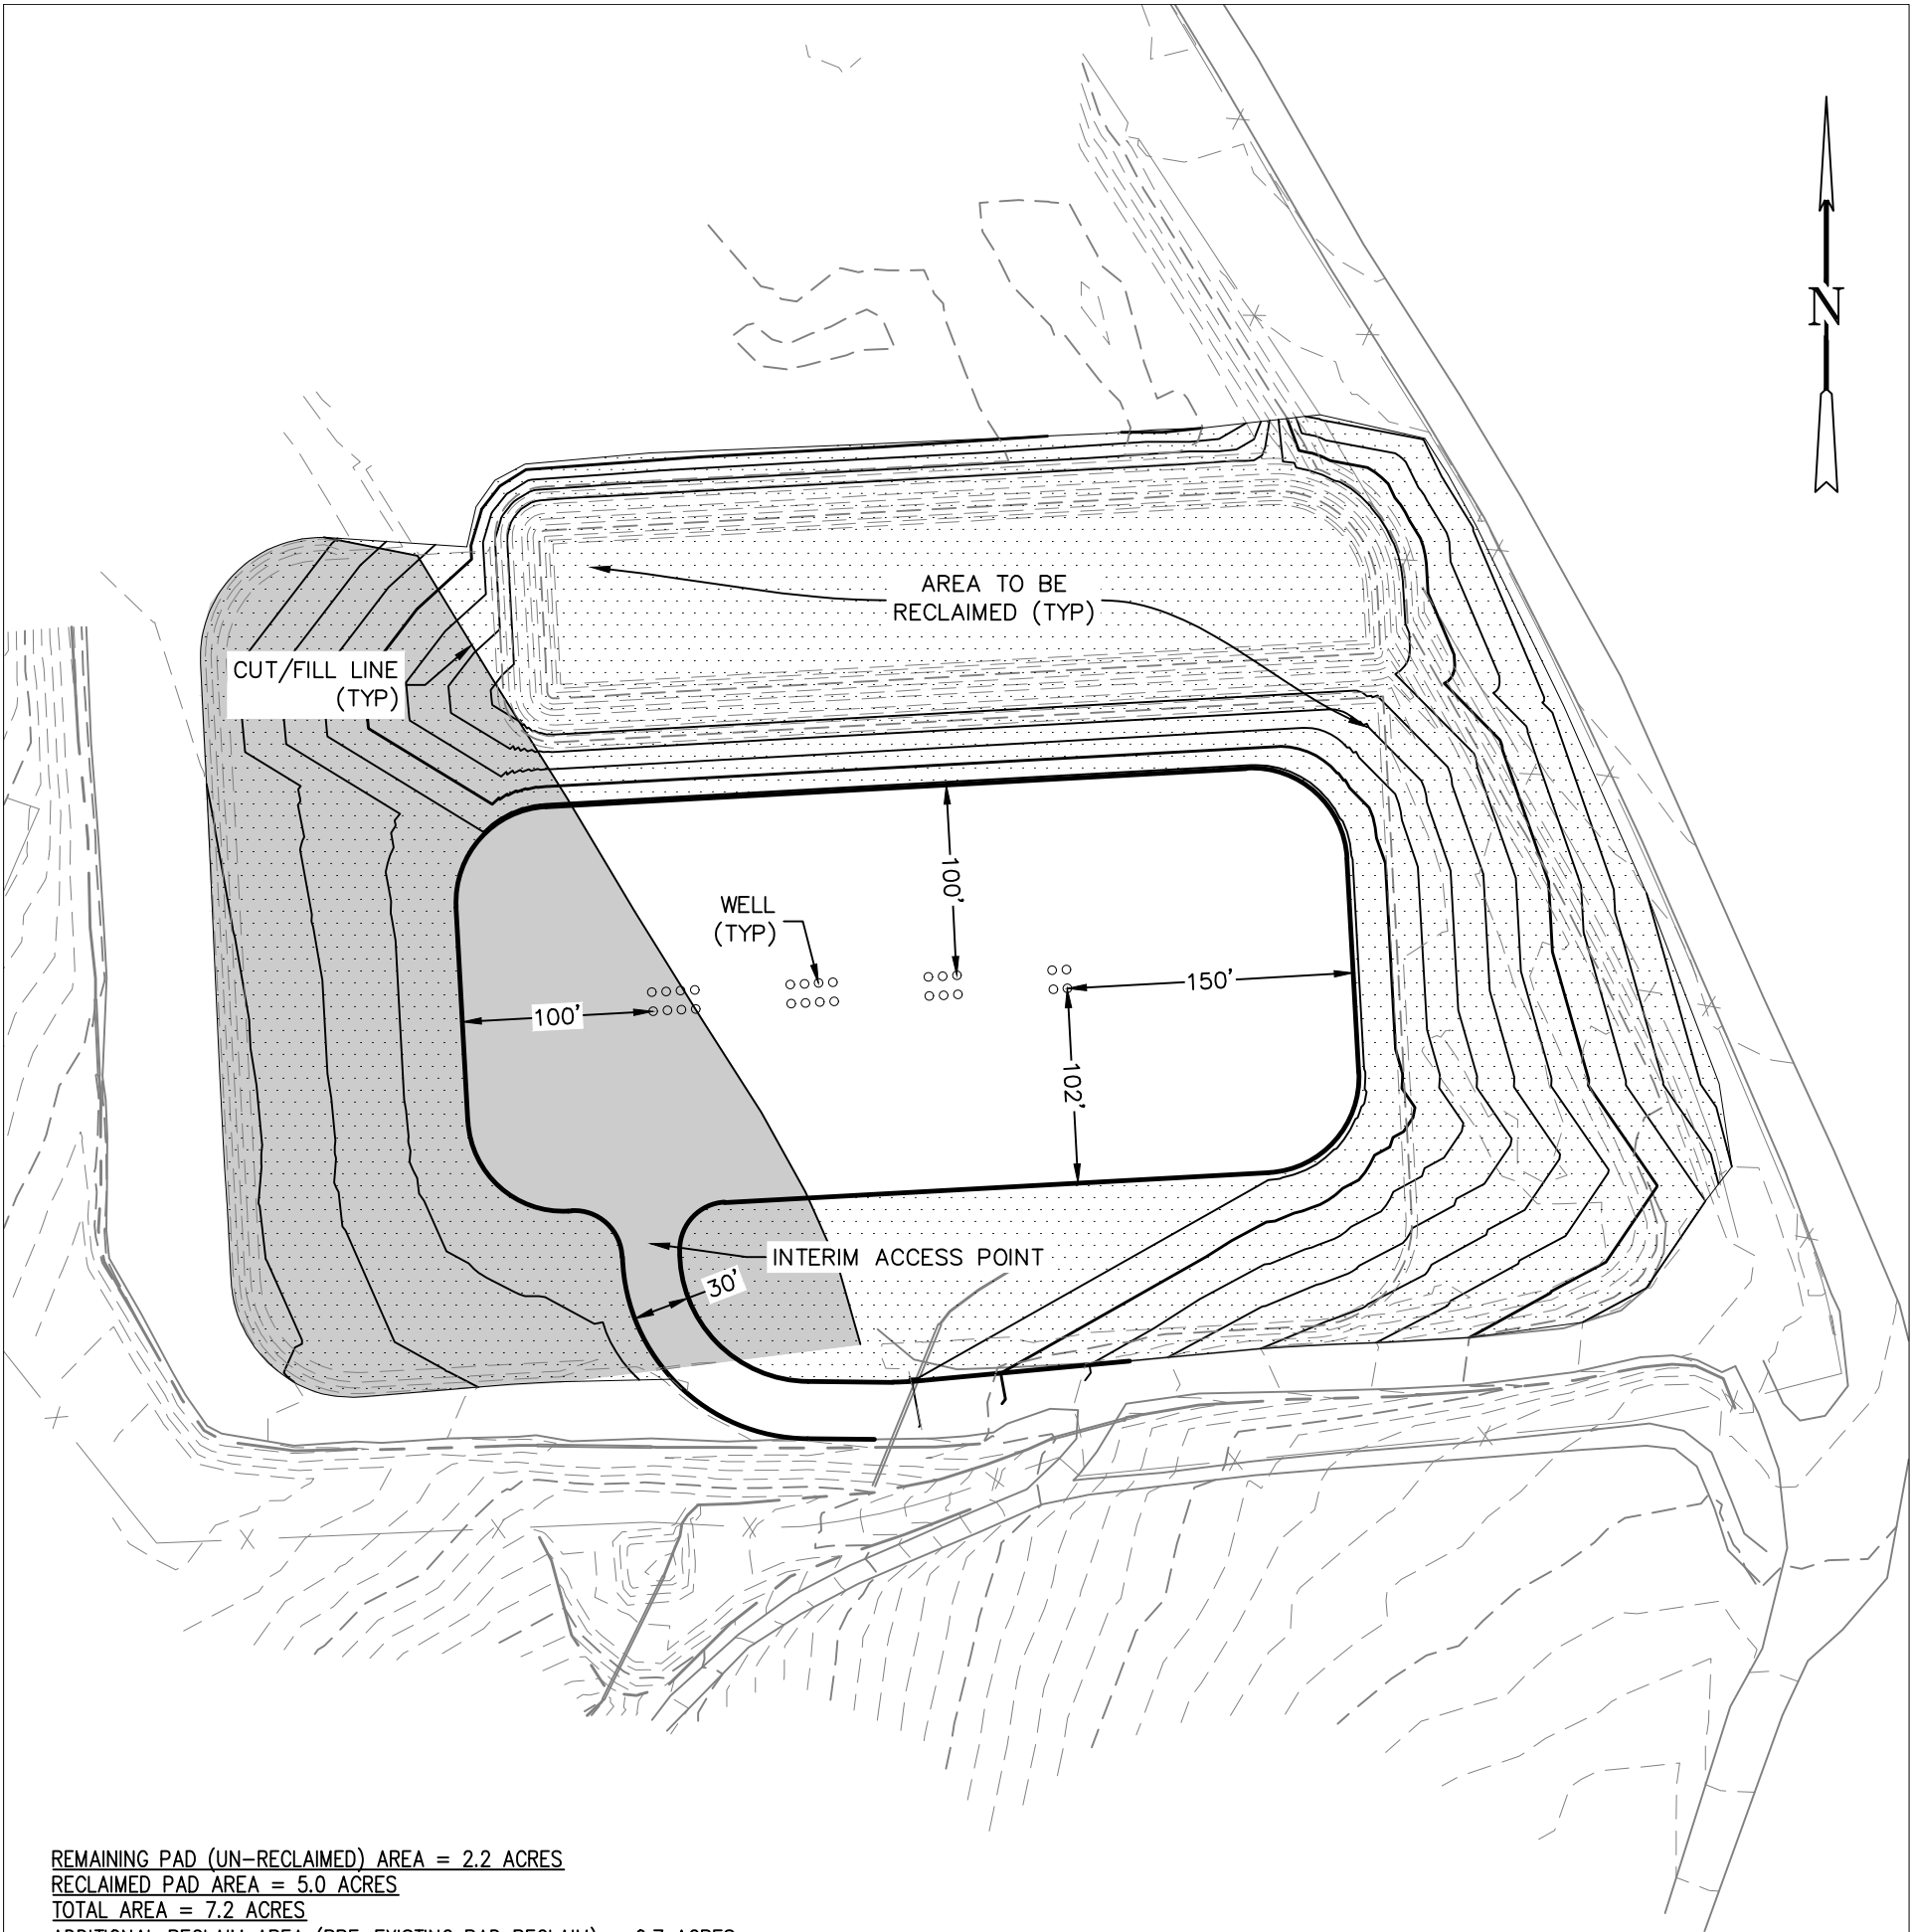 N
AREA TO BE
RECLAIMED (TYP)
CUT/FILL LINE
(TYP)
100'
WELL
(TYP)
150'
100'
102'
INTERIM ACCESS POINT
30'
REMAINING PAD (UN-RECLAIMED) AREA = 2.2 ACRES
RECLAIMED PAD AREA = 5.0 ACRES
TOTAL AREA = 7.2 ACRES